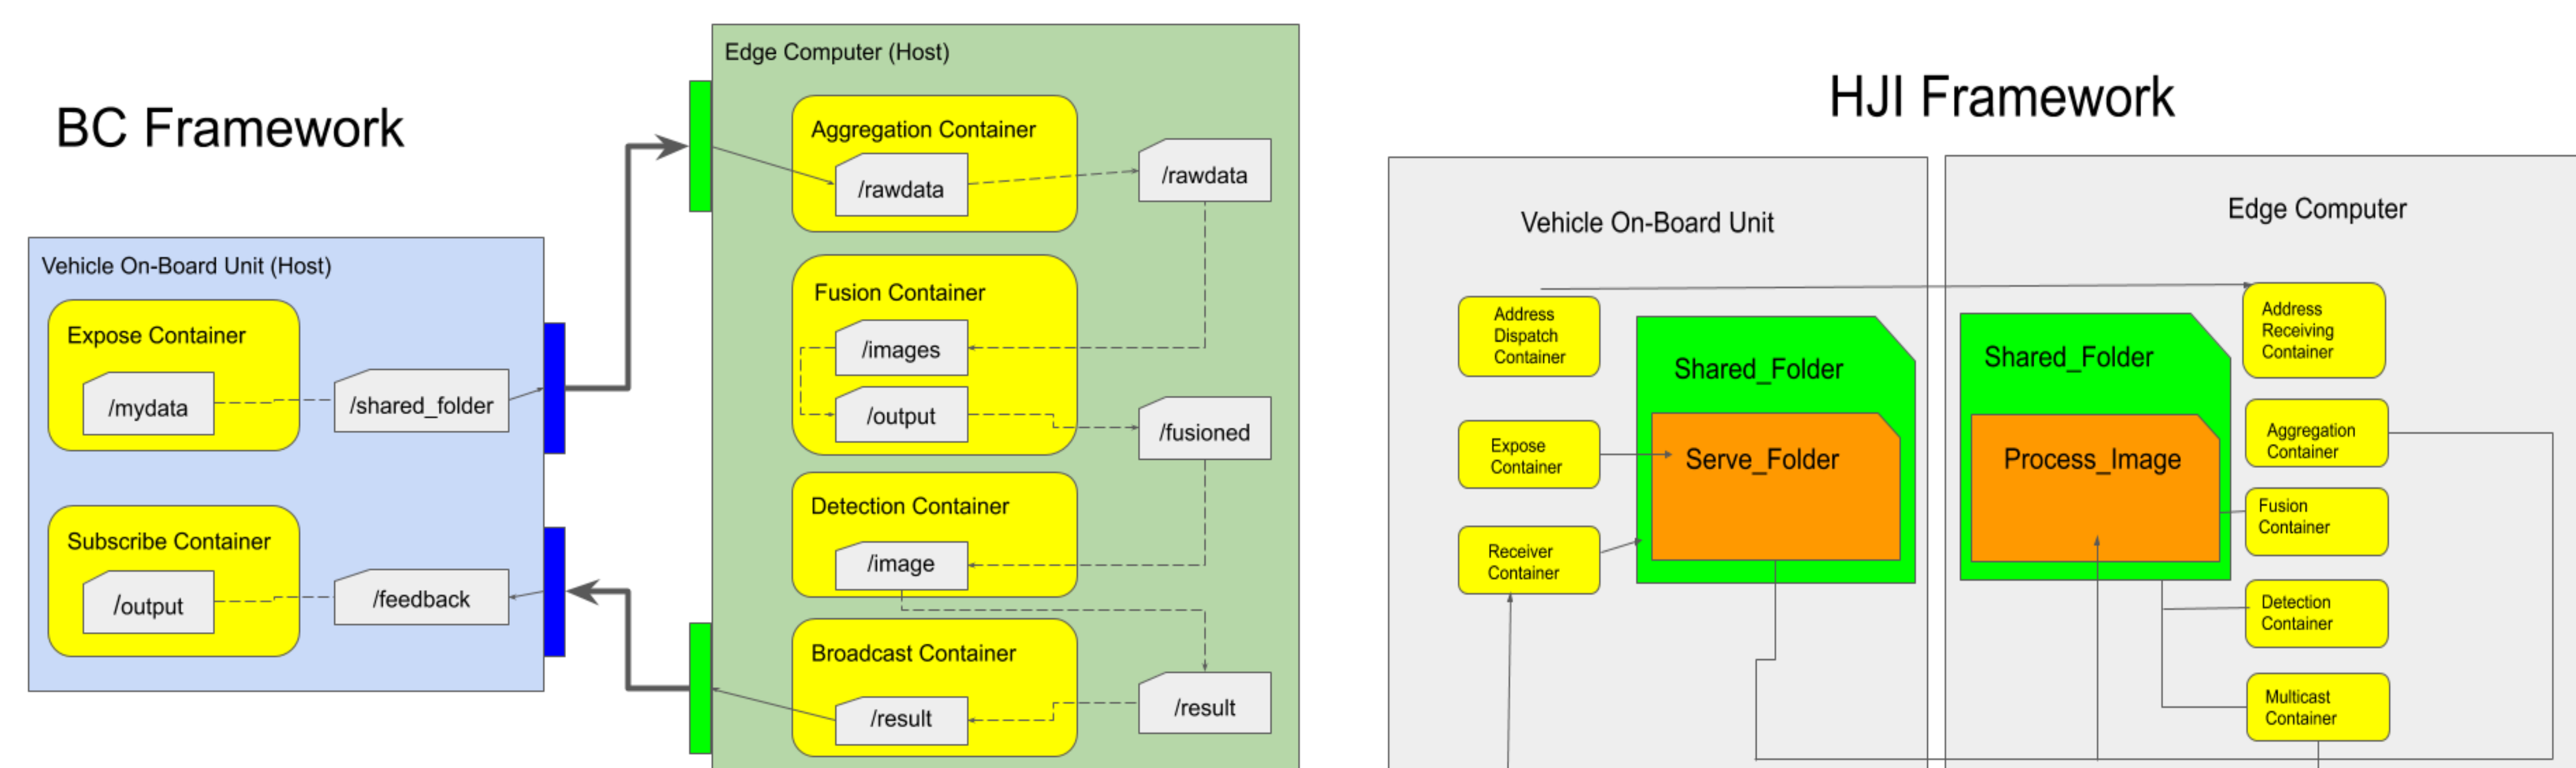 BC Framework
Vehicle On-Board Unit (Host)
Expose Container
/mydata
/shared_folder
Subscribe Container
/output
/feedback
Edge Computer (Host)
Aggregation Container
/rawdata
/rawdata
Fusion Container
/images
/output
/fusioned
Detection Container
/image
Broadcast Container
/result
/result
HJI Framework
Vehicle On-Board Unit
Address
Dispatch
Container
Expose
Container
Receiver
Container
Shared_Folder
Serve_Folder
Edge Computer
Shared_Folder
Process_Image
Address
Receiving
Container
Aggregation
Container
Fusion
Container
Detection
Container
Multicast
Container